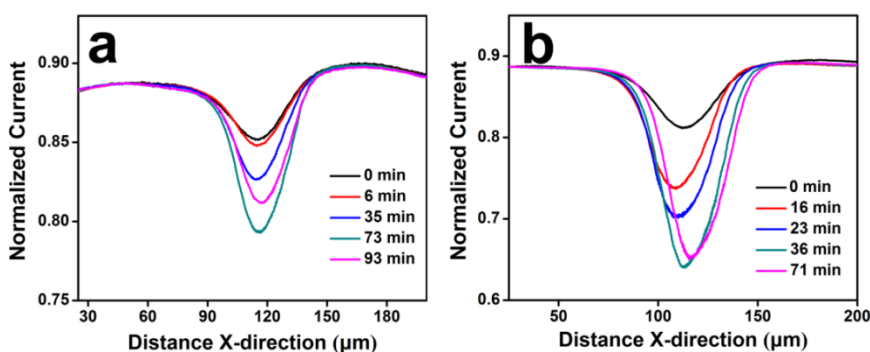 a
Normalized Current
0.90
0.85
0.80
0.75
30 60 90 120 150 180
Distance X-direction (μm)
0 min
6 min
35 min
73 min
93 min
b
Normalized Current
0.9
0.8
0.7
0.6
50 100 150 200
Distance X-direction (μm)
0 min
16 min
23 min
36 min
71 min